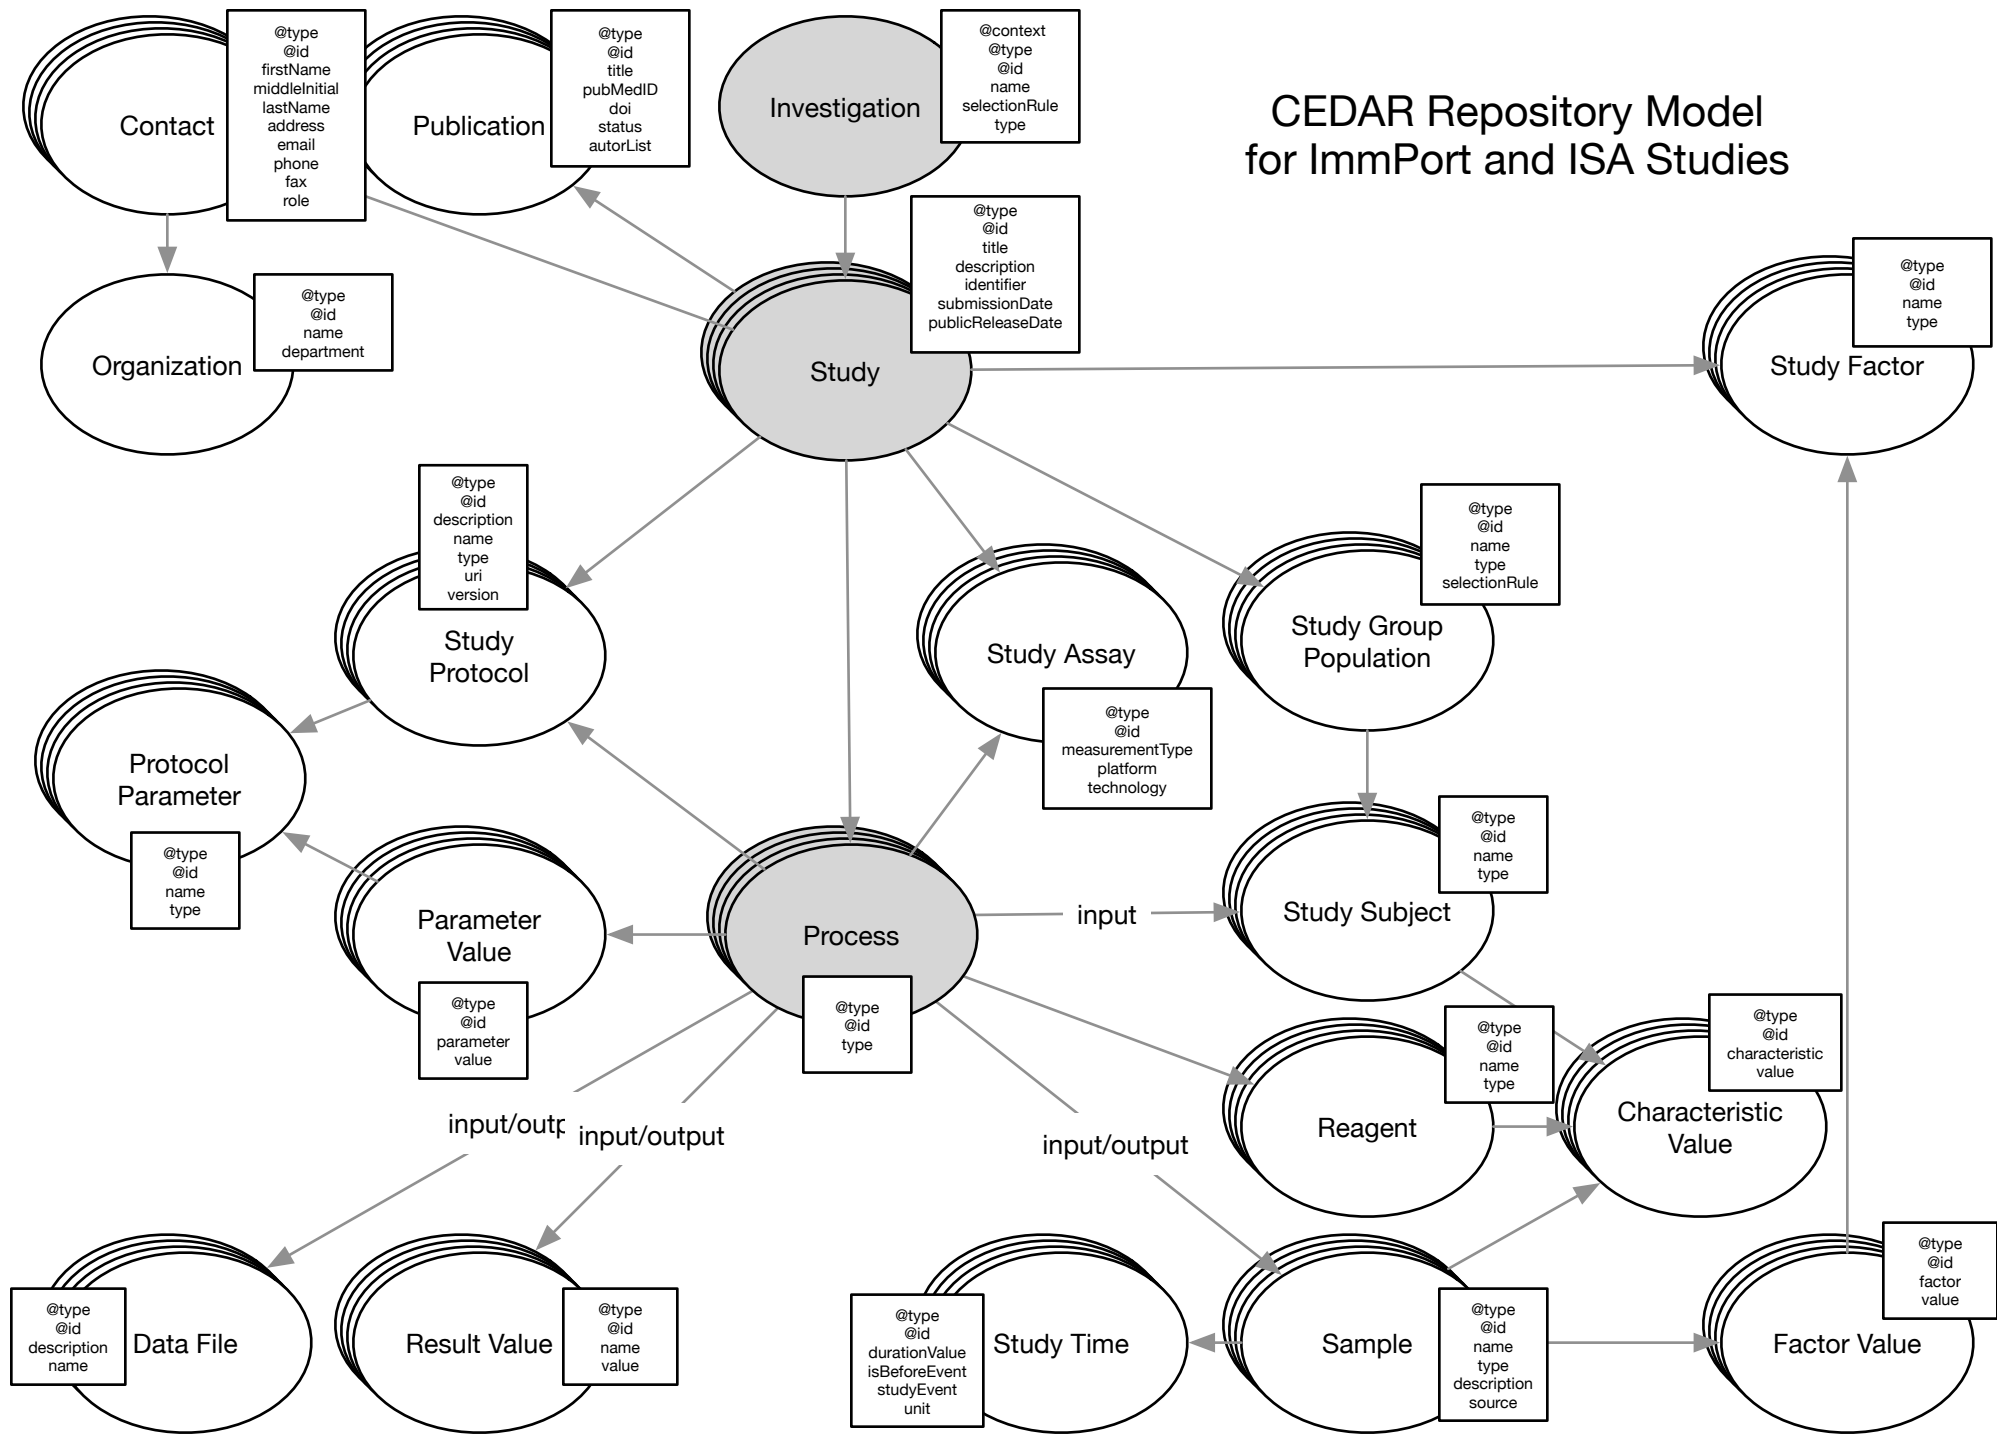 CEDAR Repository Model
for ImmPort and ISA Studies
Contact
@type
@id
firstName
middleInitial
lastName
address
email
phone
fax
role
Publication
@type
@id
title
pubMedID
doi
status
autorList
Investigation
@context
@type
@id
name
selectionRule
type
Organization
@type
@id
name
department
Study
@type
@id
title
description
identifier
submissionDate
publicReleaseDate
Study Factor
@type
@id
name
type
@type
@id
description
name
type
uri
version
Study
Protocol
Study Assay
@type
@id
measurementType
platform
technology
Study Group
Population
@type
@id
name
type
selectionRule
Protocol
Parameter
@type
@id
name
type
Parameter
Value
@type
@id
parameter
value
Process
@type
@id
type
input
Study Subject
@type
@id
name
type
Reagent
@type
@id
name
type
Characteristic
Value
@type
@id
characteristic
value
input/outp
input/output
input/output
Data File
@type
@id
description
name
Result Value
@type
@id
name
value
Study Time
@type
@id
durationValue
isBeforeEvent
studyEvent
unit
Sample
@type
@id
name
type
description
source
Factor Value
@type
@id
factor
value